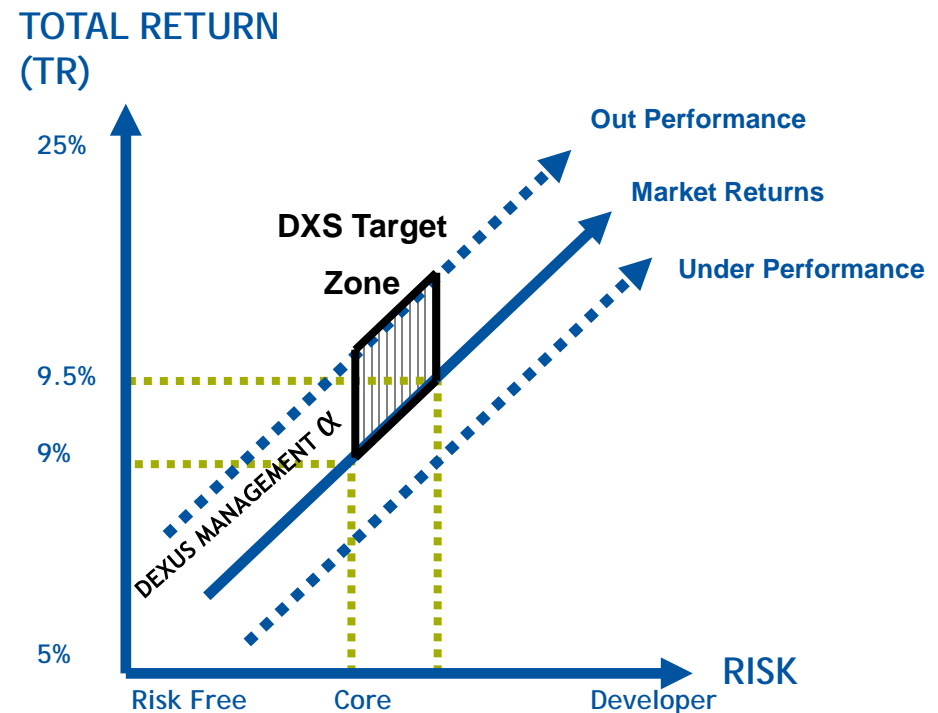 TOTAL RETURN
(TR)
25%
Out Performance
Market Returns
DXS Target
Zone
Under Performance
9.5%
9%
DEXUS MANAGEMENT α
5%
RISK
Risk Free
Core
Developer